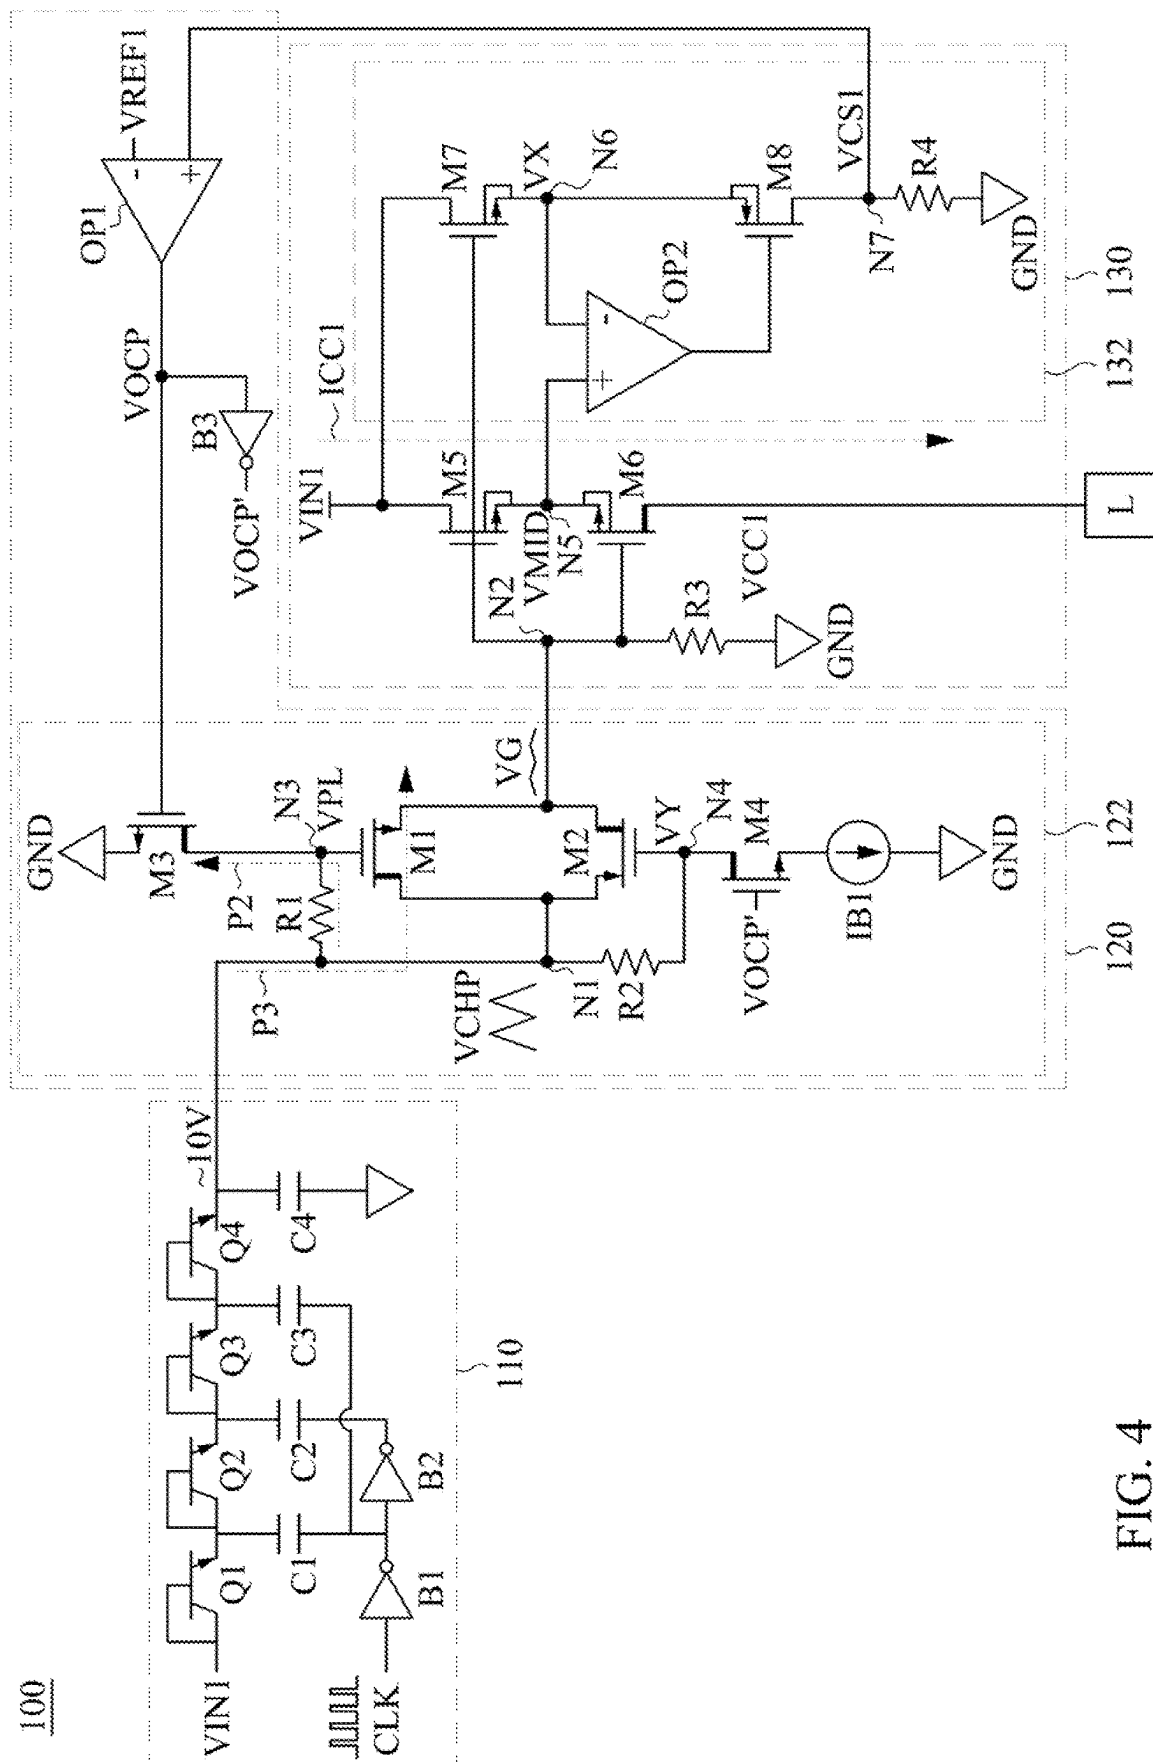 100
VIN1
Q1
Q2
Q3
Q4
~10V
CLK
B1
B2
C1
C2
C3
C4
110
GND
M3
P2
P3
R1
N3
VPL
M1
M2
VCHP
N1
R2
VG
VY
N4
M4
VOCP'
IB1
GND
122
120
OP1
VREF1
-
+
VOCP
B3
VOCP'
VIN1
ICC1
M5
M7
VX
N6
N2
VMID
N5
M6
+
-
OP2
M8
VCS1
N7
R4
GND
R3
GND
VCC1
L
132
130
FIG. 4